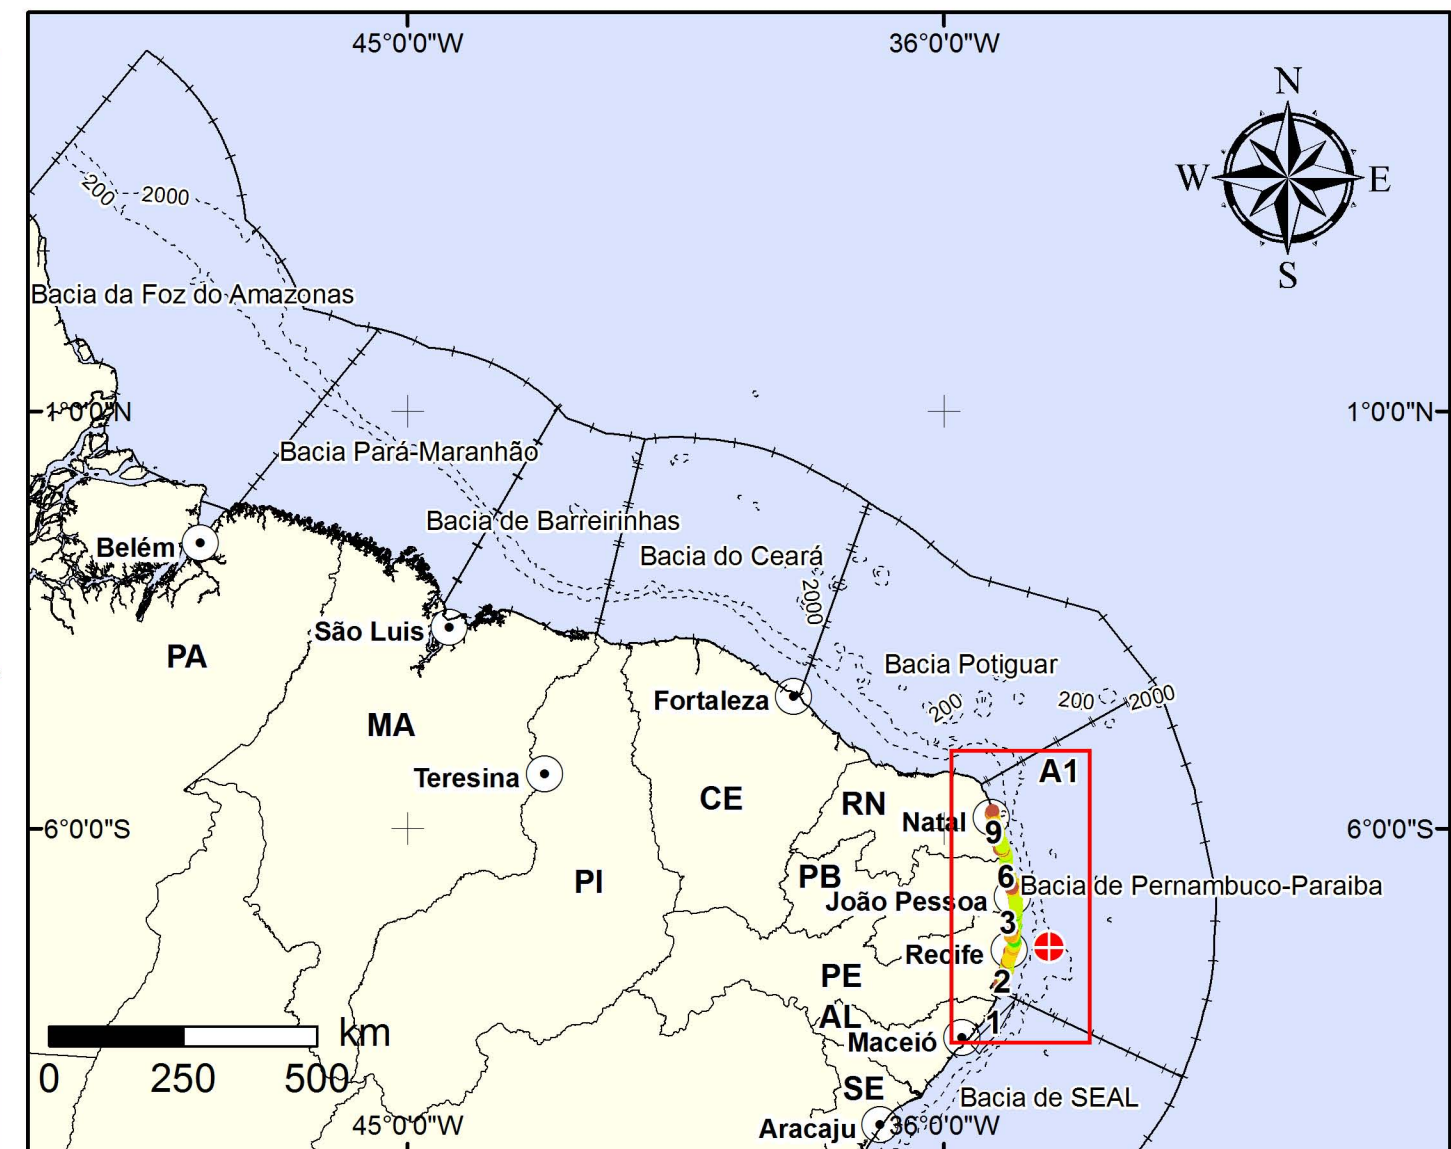 45°0'0"W
36°0'0"W
N
W
E
S
200
2000
Bacia da Foz do Amazonas
1°0'0"N
1°0'0"N
Bacia Pará-Maranhão
Bacia de Barreirinhas
Belém
Bacia do Ceará
2000
São Luis
PA
Bacia Potiguar
Fortaleza
200
200
2000
MA
Teresina
A1
CE
RN
Natal
9
6°0'0"S
6°0'0"S
PI
PB
6
Bacia de Pernambuco-Paraiba
João Pessoa
3
Recife
PE
2
AL
1
Maceió
km
0
250
500
SE
Bacia de SEAL
45°0'0"W
Aracaju
36°0'0"W